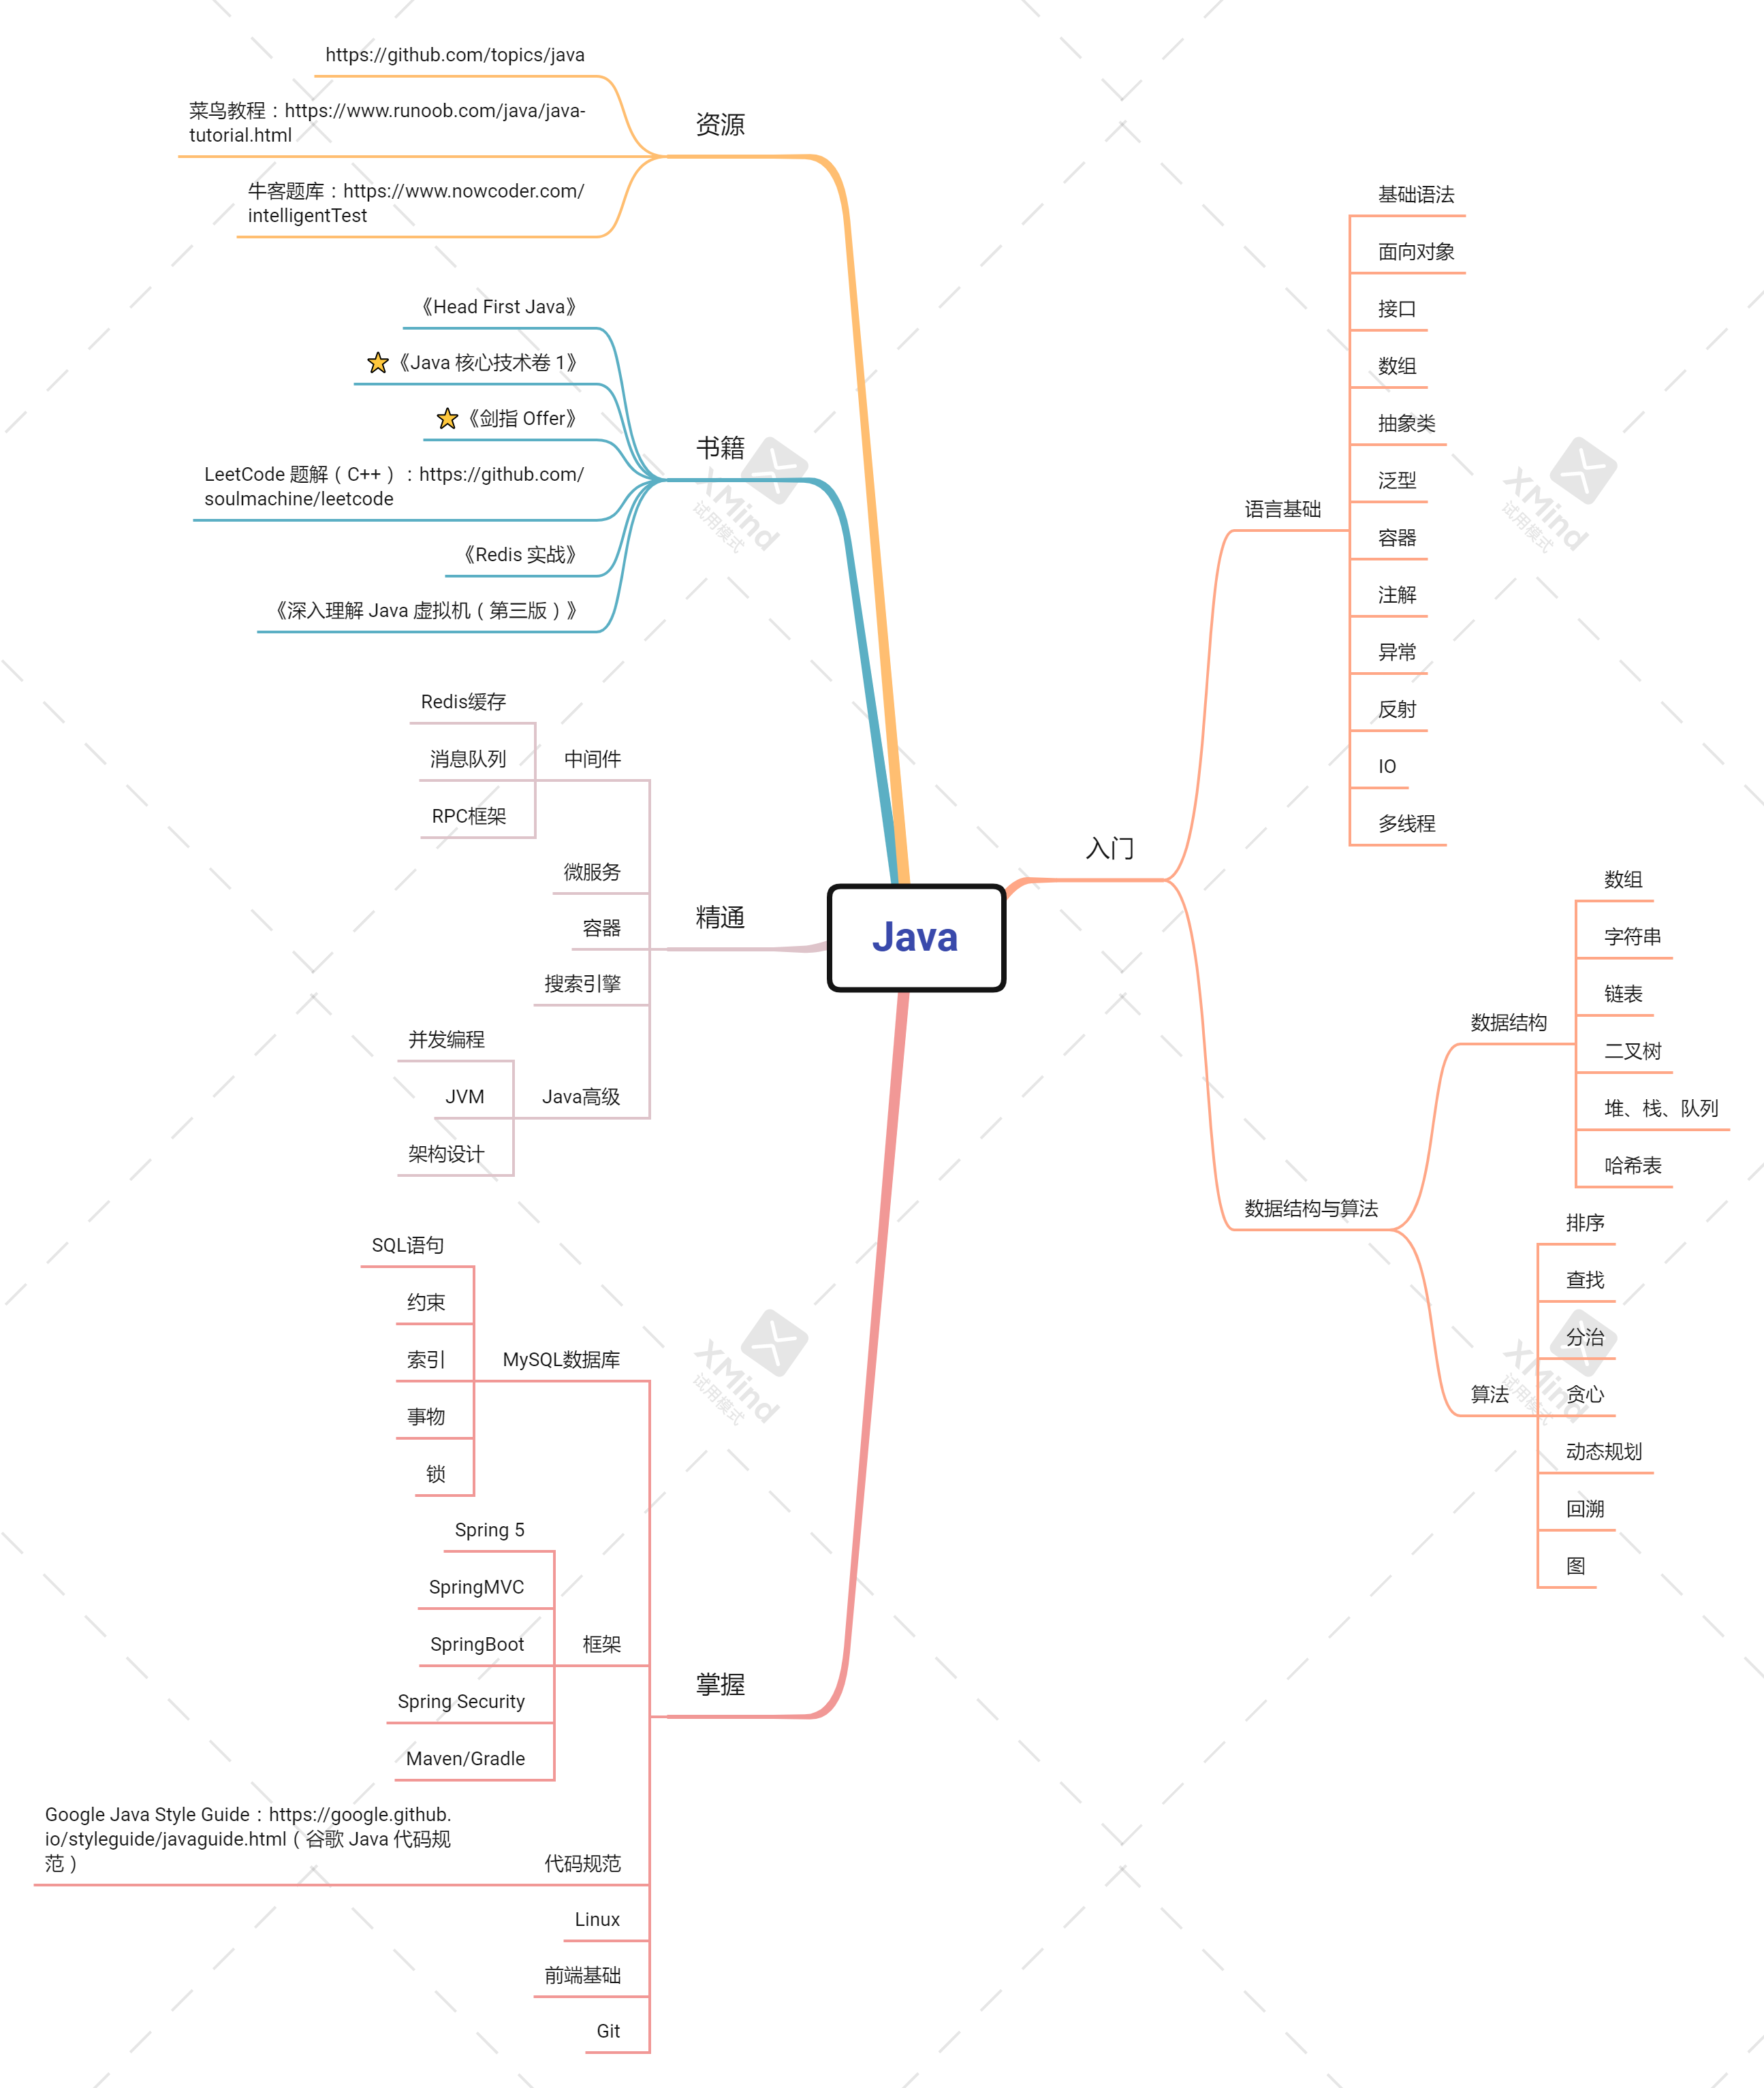 Java
入门
语言基础
基础语法
面向对象
接口
数组
抽象类
泛型
容器
注解
异常
反射
IO
多线程
数据结构与算法
数据结构
数组
字符串
链表
二叉树
堆、栈、队列
哈希表
算法
排序
查找
分治
贪心
动态规划
回溯
图
掌握
MySQL数据库
SQL语句
约束
索引
事物
锁
框架
Spring 5
SpringMVC
SpringBoot
Spring Security
Maven/Gradle
代码规范
Google Java Style Guide：https://google.github.
io/styleguide/javaguide.html（谷歌 Java 代码规
范）
Linux
前端基础
Git
精通
中间件
Redis缓存
消息队列
RPC框架
微服务
容器
搜索引擎
Java高级
并发编程
JVM
架构设计
书籍
《Head First Java》
《Java 核心技术卷 1》
《剑指 Offer》
LeetCode 题解（C++）：https://github.com/
soulmachine/leetcode
《Redis 实战》
《深入理解 Java 虚拟机（第三版）》
资源
https://github.com/topics/java
菜鸟教程：https://www.runoob.com/java/java-
tutorial.html
牛客题库：https://www.nowcoder.com/
intelligentTest
XMind
试用模式
XMind
试用模式
XMind
试用模式
XMind
试用模式